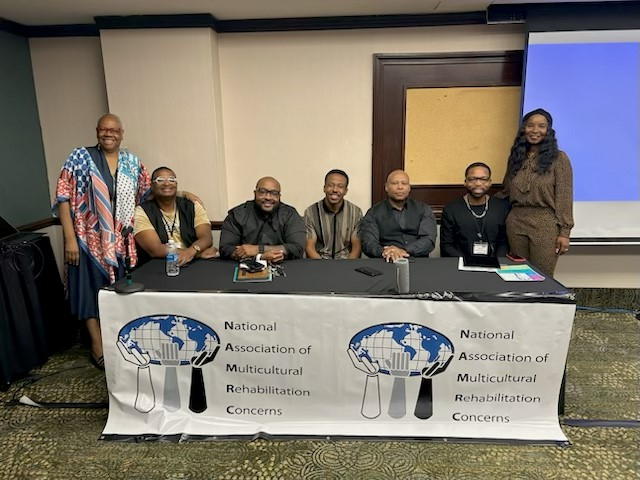 National
Association of
Multicultural
Rehabilitation
Concerns
National
Association of
Multicultural
Rehabilitation
Concerns